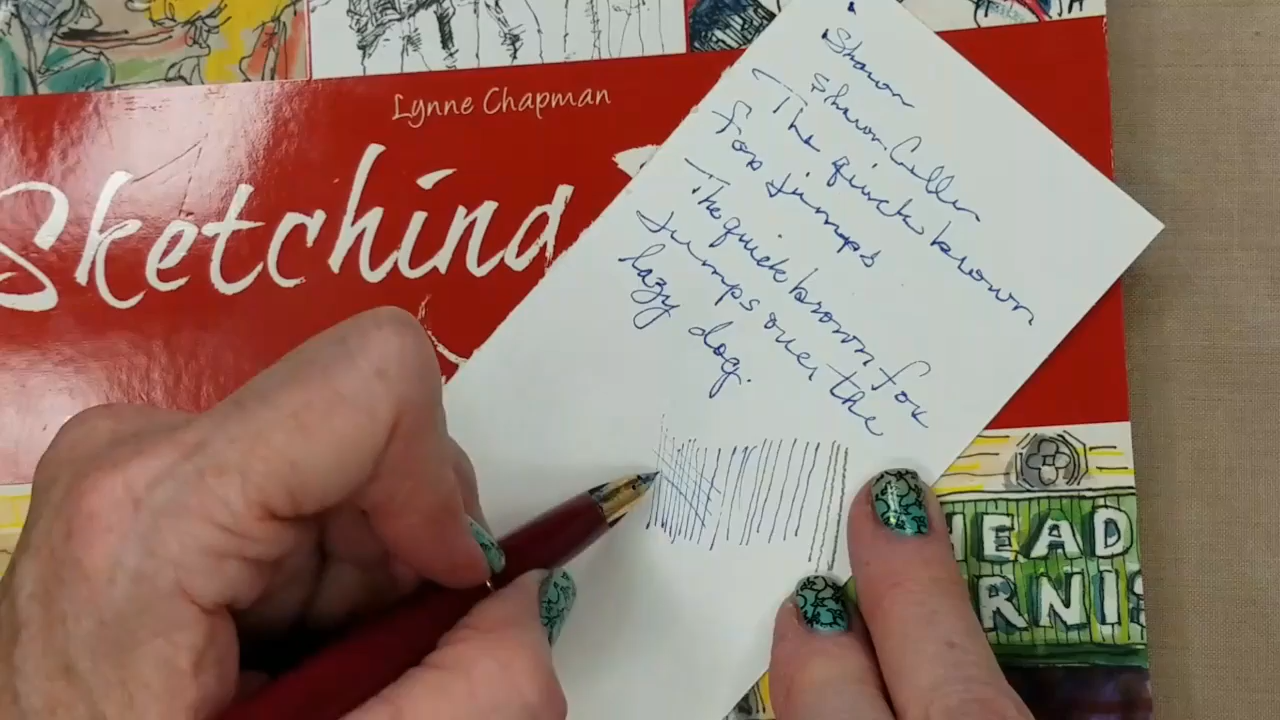 Lynne Chapman
Sketching
Sharon
Sharon Cullen
The quick brown
fox jumps
The quick brown fox
jumps over the
lazy dog.
HEAD
RNIS